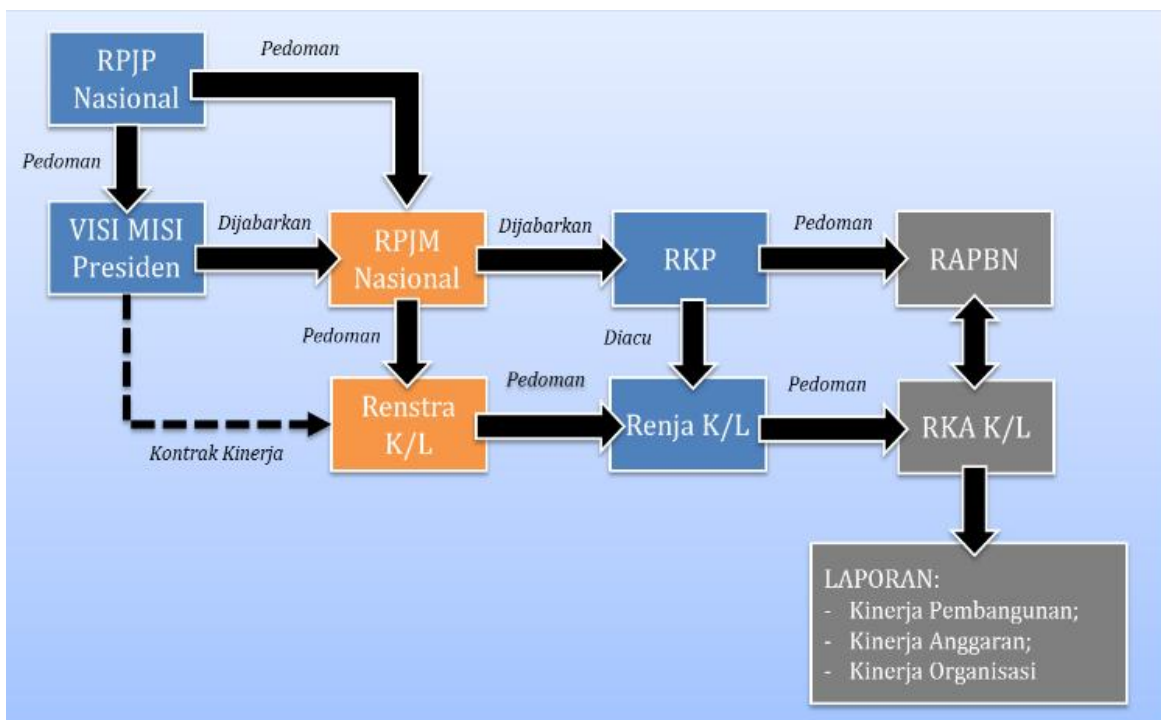 Pedoman
RPJP
Nasional
Pedoman
VISI MISI
Presiden
Dijabarkan
RPJM
Nasional
Dijabarkan
RKP
Pedoman
RAPBN
Pedoman
Diacu
Renstra
K/L
Pedoman
Renja K/L
Pedoman
RKA K/L
Kontrak Kinerja
LAPORAN:
- Kinerja Pembangunan;
- Kinerja Anggaran;
- Kinerja Organisasi